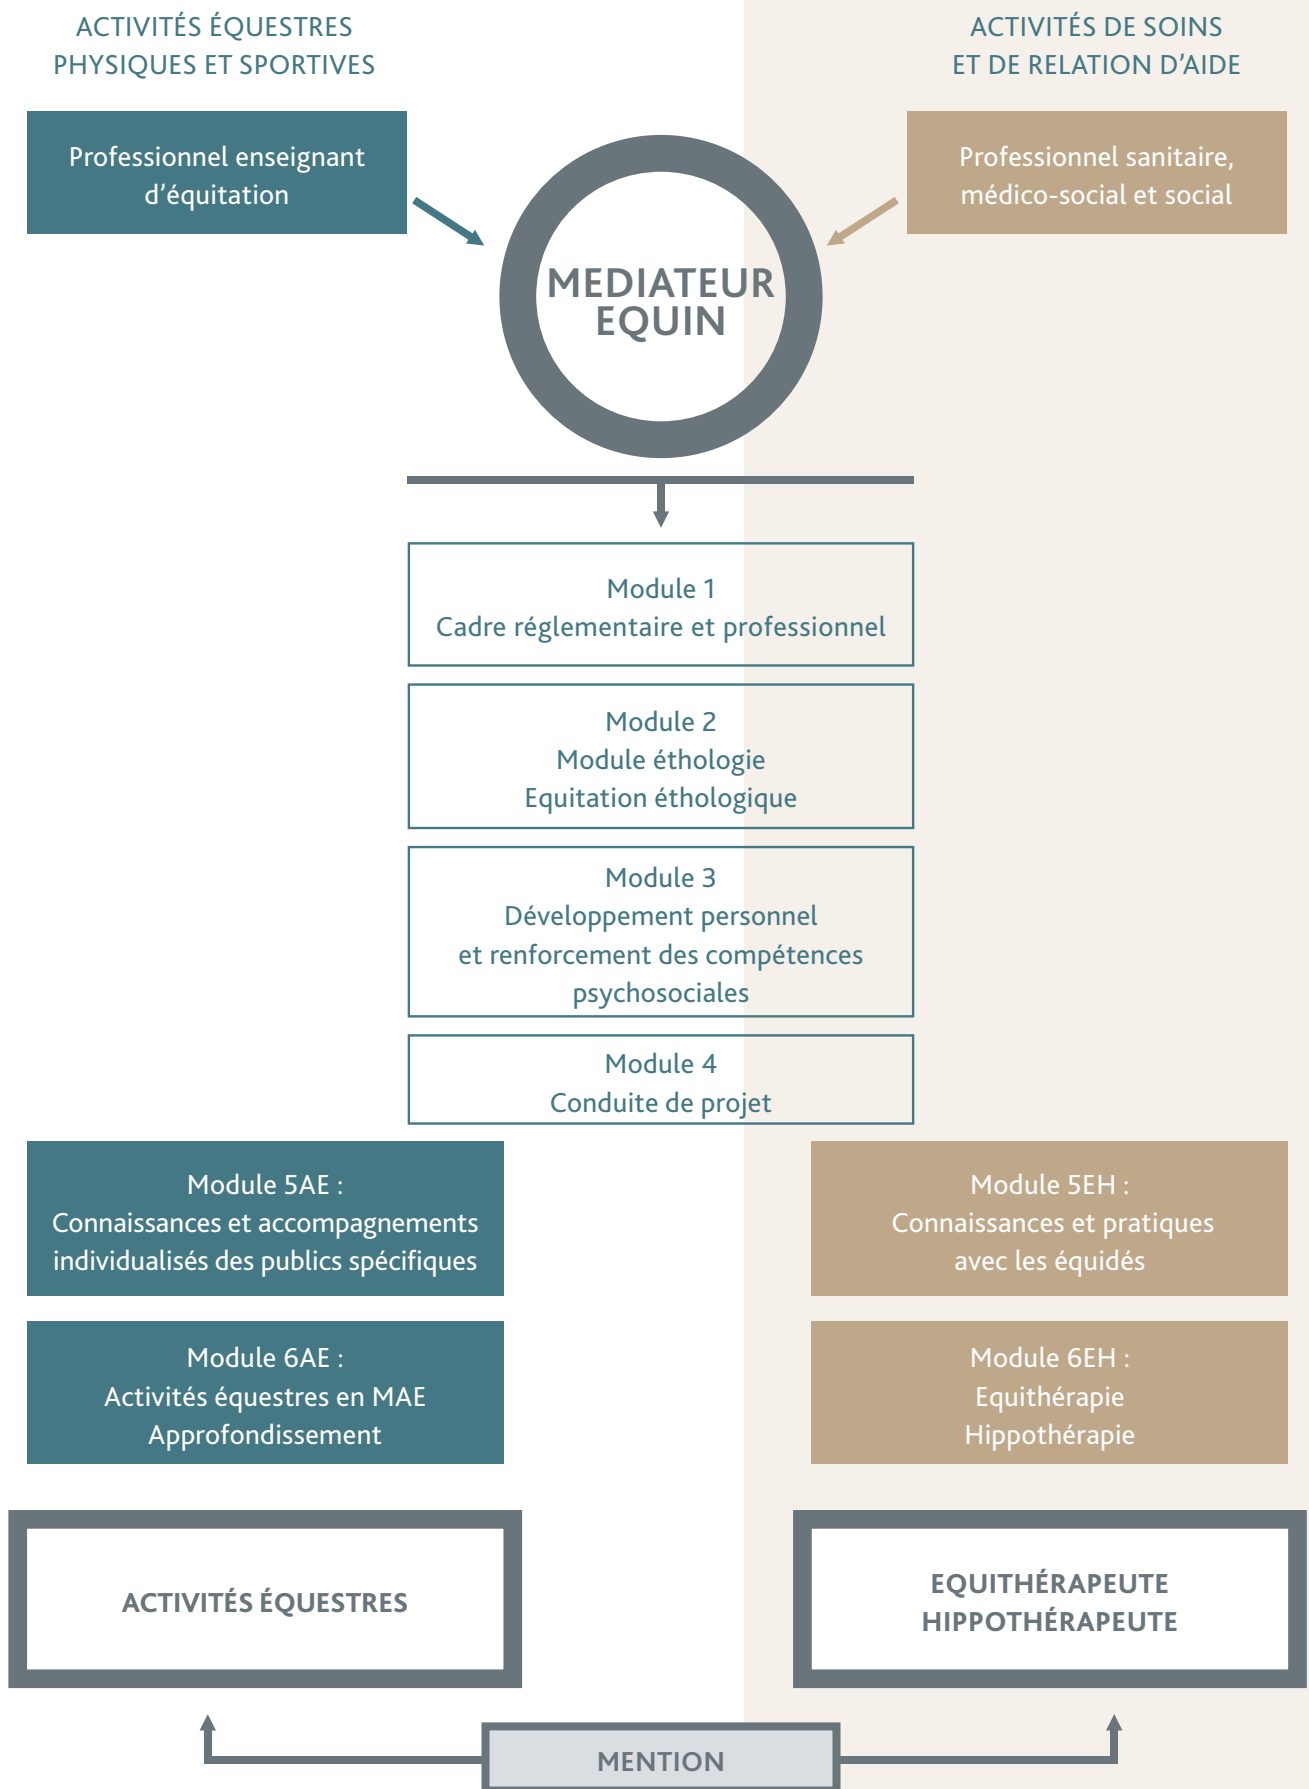 ACTIVITÉS ÉQUESTRES
PHYSIQUES ET SPORTIVES
ACTIVITÉS DE SOINS
ET DE RELATION D'AIDE
Professionnel enseignant
d'équitation
Professionnel sanitaire,
médico-social et social
MEDIATEUR
EQUIN
Module 1
Cadre réglementaire et professionnel
Module 2
Module éthologie
Equitation éthologique
Module 3
Développement personnel
et renforcement des compétences
psychosociales
Module 4
Conduite de projet
Module 5AE :
Connaissances et accompagnements
individualisés des publics spécifiques
Module 5EH :
Connaissances et pratiques
avec les équidés
Module 6AE :
Activités équestres en MAE
Approfondissement
Module 6EH :
Equithérapie
Hippothérapie
ACTIVITÉS ÉQUESTRES
EQUITHÉRAPEUTE
HIPPOTHÉRAPEUTE
MENTION